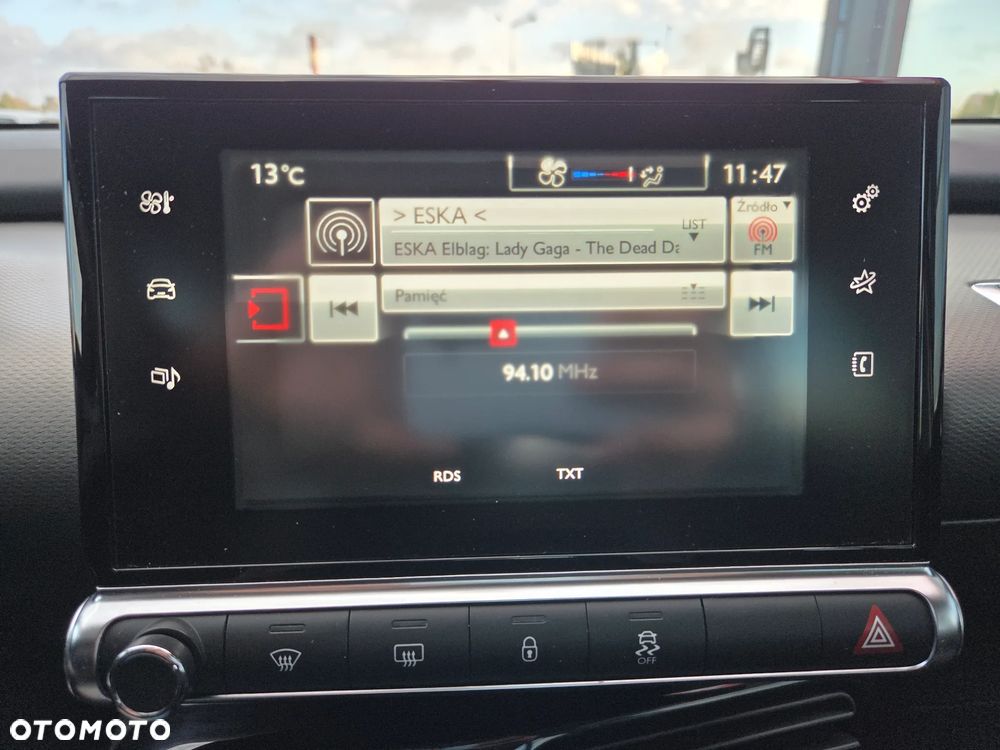 13°C
11:47
> ESKA <
LIST
Źródło
ESKA Elbląg: Lady Gaga - The Dead Da
FM
Pamięć
94.10 MHz
RDS
TXT
OFF
OTOMOTO